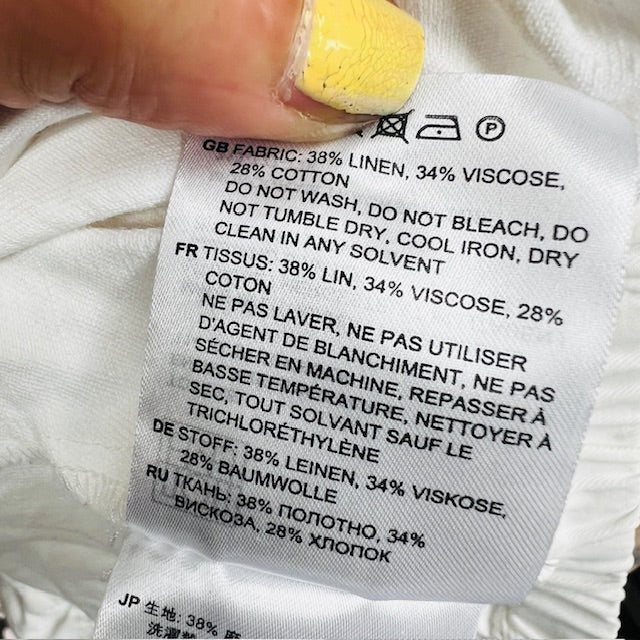 P
GB FABRIC: 38% LINEN, 34% VISCOSE,
28% COTTON
DO NOT WASH, DO NOT BLEACH, DO
NOT TUMBLE DRY, COOL IRON, DRY
CLEAN IN ANY SOLVENT
FR TISSUS: 38% LIN, 34% VISCOSE, 28%
COTON
NE PAS LAVER, NE PAS UTILISER
D'AGENT DE BLANCHIMENT, NE PAS
SÉCHER EN MACHINE, REPASSER À
BASSE TEMPÉRATURE, NETTOYER À
SEC, TOUT SOLVANT SAUF LE
TRICHLORÉTHYLÈNE
DE STOFF: 38% LEINEN, 34% VISKOSE,
28% BAUMWOLLE
RU ТКАНЬ: 38% ПОЛОТНО, 34%
ВИСКОЗА, 28% ХЛОПОК
JP 生地: 38%